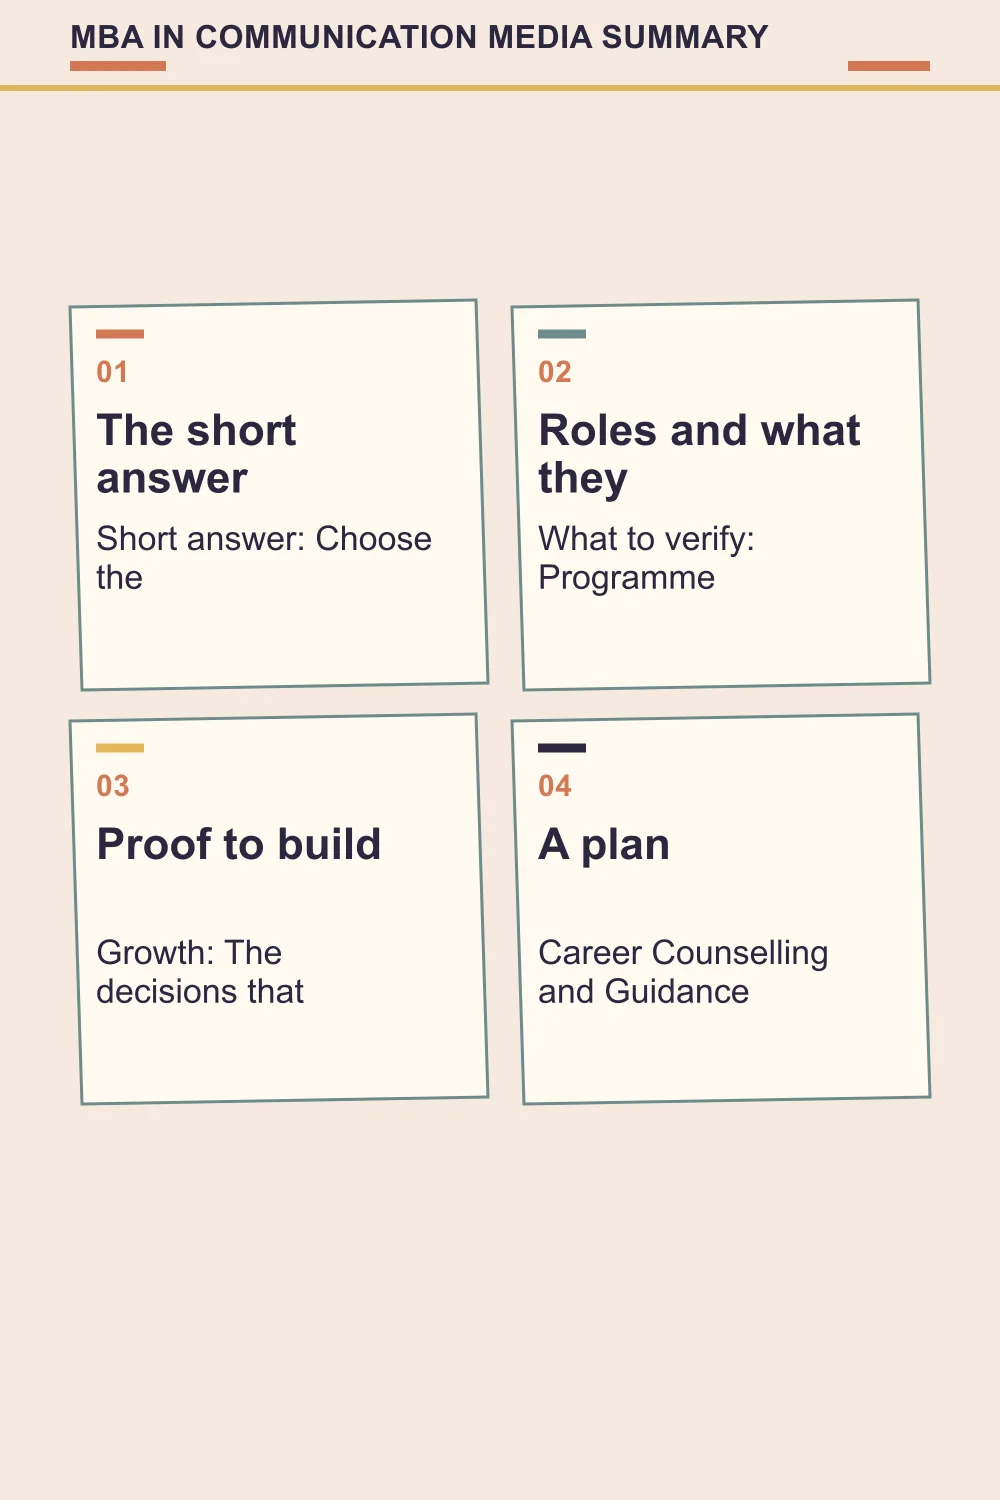 MBA IN COMMUNICATION MEDIA SUMMARY
01
The short
answer
Short answer: Choose
the
02
Roles and what
they
What to verify:
Programme
03
Proof to build
Growth: The
decisions that
04
A plan
Career Counselling
and Guidance